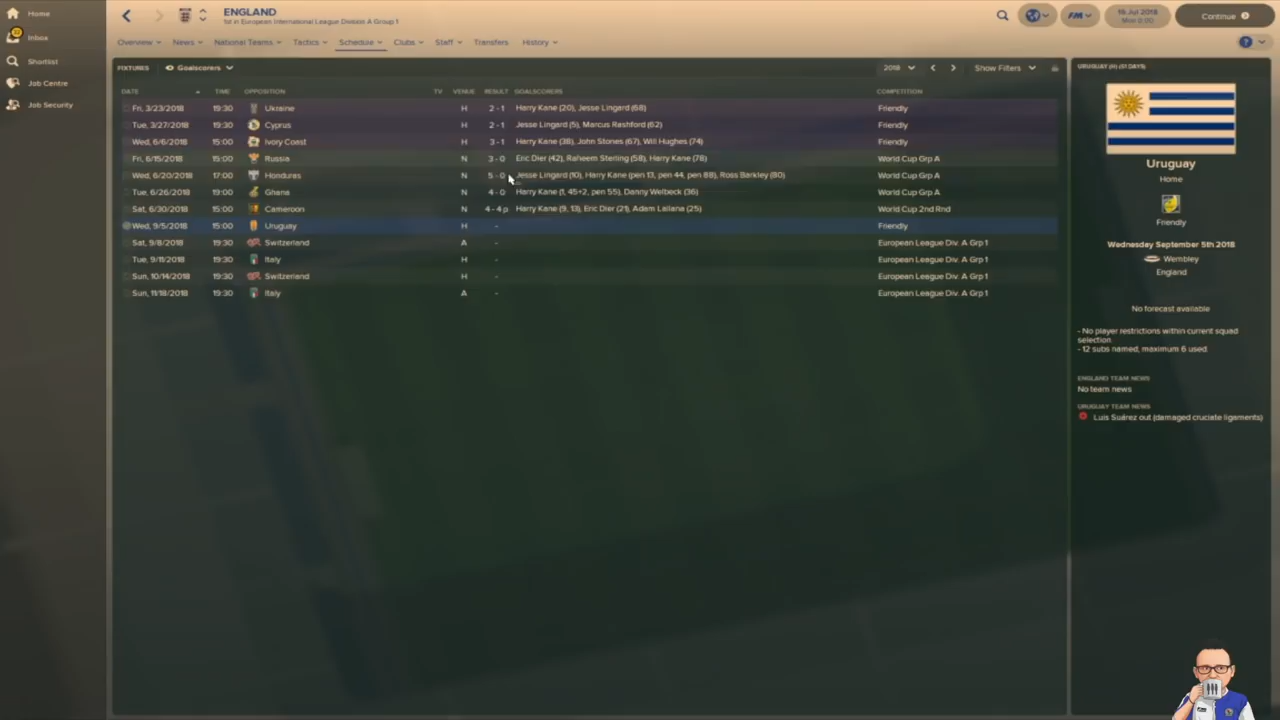 Home
Inbox
Shortlist
Job Centre
Job Security
ENGLAND
1st in European International League Division A Group 1
16 Jul 2018
Mon 0:00
Continue
Overview News National Teams Tactics Schedule Clubs Staff Transfers History
FIXTURES Goalscorers 2018 Show Filters
DATE TIME OPPOSITION TV VENUE RESULT GOALSCORERS COMPETITION
Fri, 3/23/2018 19:30 Ukraine H 2 - 1 Harry Kane (20), Jesse Lingard (68) Friendly
Tue, 3/27/2018 19:30 Cyprus H 2 - 1 Jesse Lingard (5), Marcus Rashford (62) Friendly
Wed, 6/6/2018 15:00 Ivory Coast H 3 - 1 Harry Kane (38), John Stones (67), Will Hughes (74) Friendly
Fri, 6/15/2018 15:00 Russia N 3 - 0 Eric Dier (42), Raheem Sterling (58), Harry Kane (78) World Cup Grp A
Wed, 6/20/2018 17:00 Honduras N 5 - 0 Jesse Lingard (10), Harry Kane (pen 13, pen 44, pen 88), Ross Barkley (80) World Cup Grp A
Tue, 6/26/2018 19:00 Ghana N 4 - 0 Harry Kane (1, 45+2, pen 55), Danny Welbeck (36) World Cup Grp A
Sat, 6/30/2018 15:00 Cameroon N 4 - 4 p Harry Kane (9, 13), Eric Dier (21), Adam Lallana (25) World Cup 2nd Rnd
Wed, 9/5/2018 15:00 Uruguay H - Friendly
Sat, 9/8/2018 19:30 Switzerland A - European League Div. A Grp 1
Tue, 9/11/2018 19:30 Italy H - European League Div. A Grp 1
Sun, 10/14/2018 19:30 Switzerland H - European League Div. A Grp 1
Sun, 11/18/2018 19:30 Italy A - European League Div. A Grp 1
URUGUAY (H) (51 DAYS)
Uruguay
Home
Friendly
Wednesday September 5th 2018
Wembley
England
No forecast available
- No player restrictions within current squad
selection
- 12 subs named, maximum 6 used.
ENGLAND TEAM NEWS
No team news
URUGUAY TEAM NEWS
Luis Suárez out (damaged cruciate ligaments)